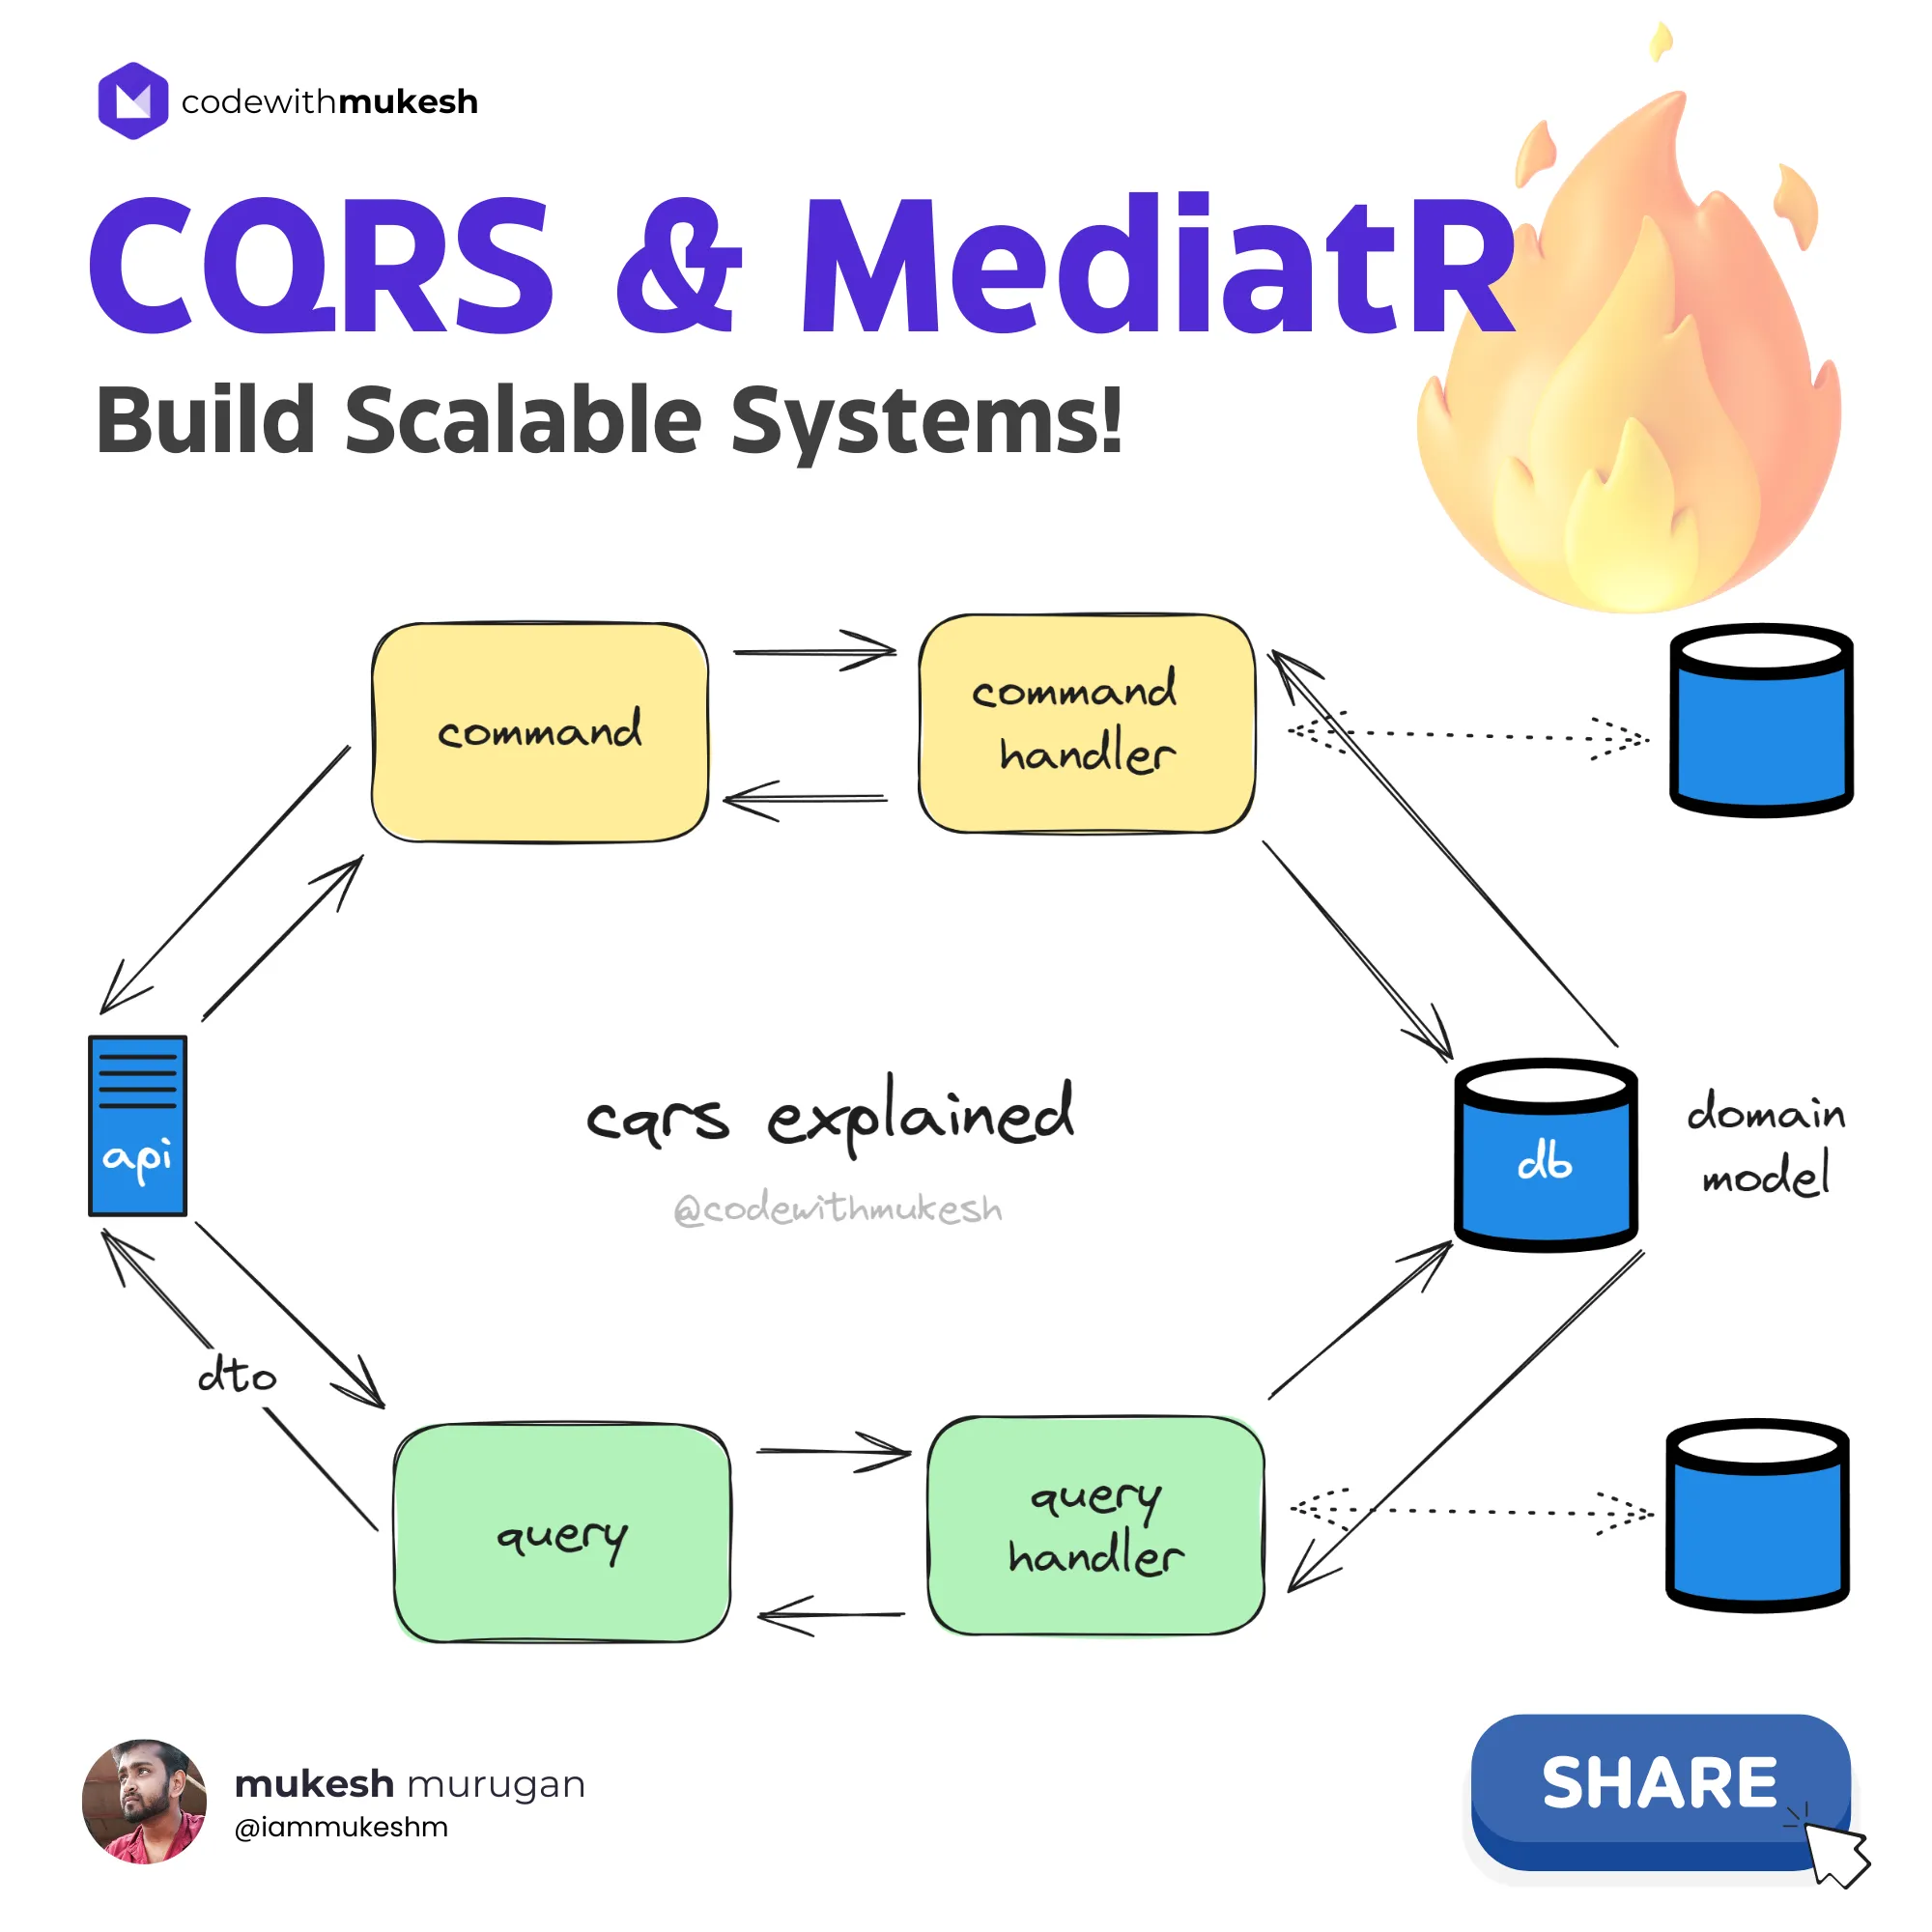 codewithmukesh
CQRS & MediatR
Build Scalable Systems!
command
command
handler
api
cqrs explained
@codewithmukesh
db
domain
model
dto
query
query
handler
mukesh murugan
@iammukeshm
SHARE